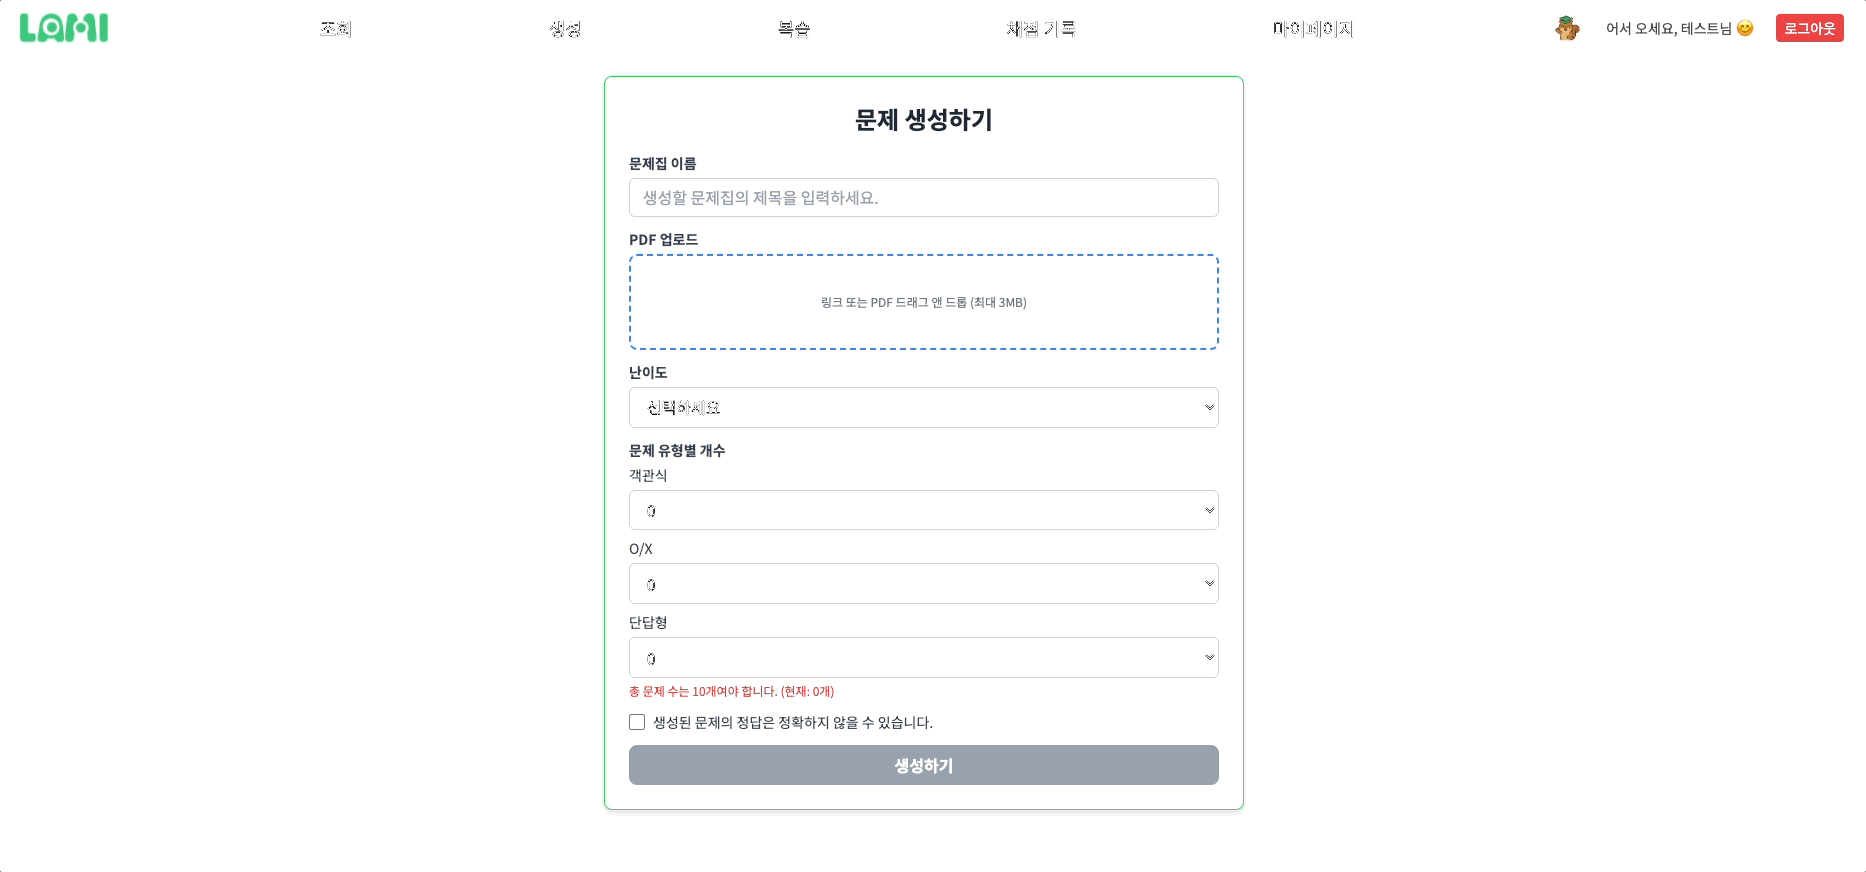 LAMI
조회
생성
복습
채점 기록
마이페이지
어서 오세요, 테스트님 😊
로그아웃
문제 생성하기
문제집 이름
생성할 문제집의 제목을 입력하세요.
PDF 업로드
링크 또는 PDF 드래그 앤 드롭 (최대 3MB)
난이도
선택하세요
문제 유형별 개수
객관식
0
O/X
0
단답형
0
총 문제 수는 10개여야 합니다. (현재: 0개)
생성된 문제의 정답은 정확하지 않을 수 있습니다.
생성하기